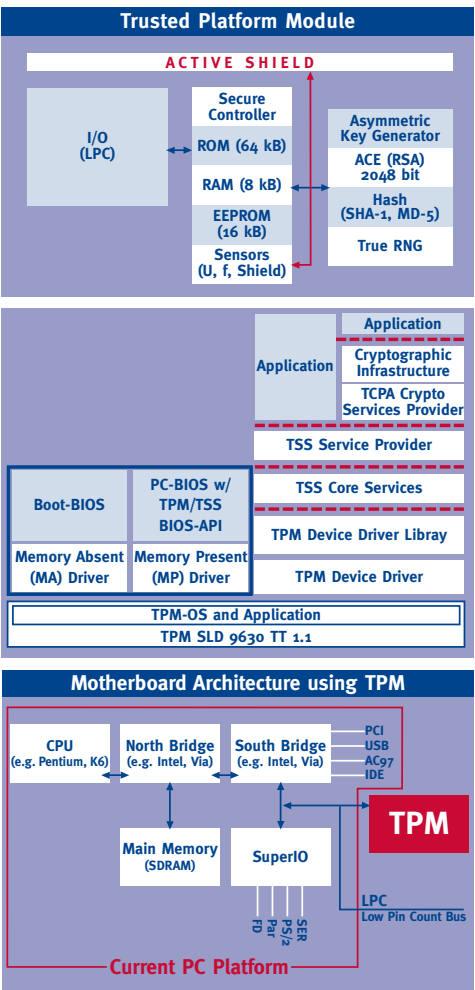 Trusted Platform Module
ACTIVE SHIELD
I/O
(LPC)
Secure
Controller
ROM (64 kB)
RAM (8 kB)
EEPROM
(16 kB)
Sensors
(U, f, Shield)
Asymmetric
Key Generator
ACE (RSA)
2048 bit
Hash
(SHA-1, MD-5)
True RNG
Application
Application
Cryptographic
Infrastructure
TCPA Crypto
Services Provider
TSS Service Provider
TSS Core Services
TPM Device Driver Libray
TPM Device Driver
Boot-BIOS
PC-BIOS w/
TPM/TSS
BIOS-API
Memory Absent
(MA) Driver
Memory Present
(MP) Driver
TPM-OS and Application
TPM SLD 9630 TT 1.1
Motherboard Architecture using TPM
CPU
(e.g. Pentium, K6)
North Bridge
(e.g. Intel, Via)
South Bridge
(e.g. Intel, Via)
PCI
USB
AC97
IDE
TPM
Main Memory
(SDRAM)
SuperIO
FD
Par
PS/2
SER
LPC
Low Pin Count Bus
Current PC Platform